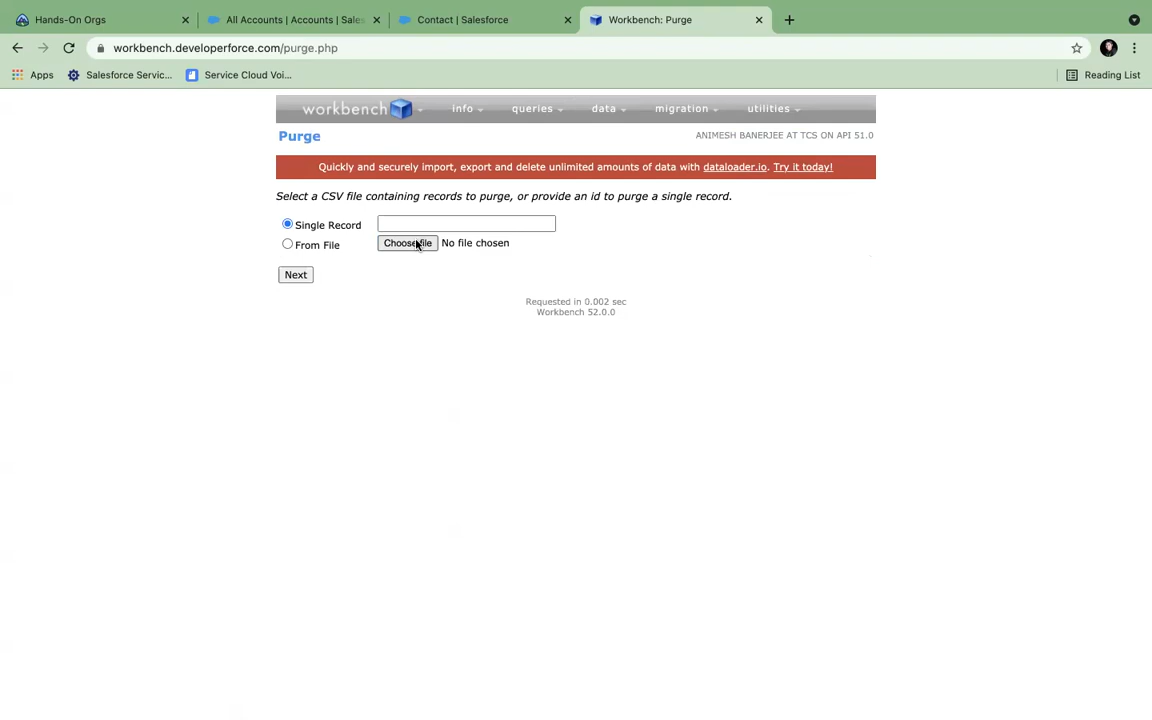 Hands-On Orgs
All Accounts | Accounts | Sales
Contact | Salesforce
Workbench: Purge
workbench.developerforce.com/purge.php
Apps
Salesforce Servic...
Service Cloud Voi...
Reading List
workbench
info
queries
data
migration
utilities
Purge
ANIMESH BANERJEE AT TCS ON API 51.0
Quickly and securely import, export and delete unlimited amounts of data with dataloader.io. Try it today!
Select a CSV file containing records to purge, or provide an id to purge a single record.
Single Record
From File
Choose file
No file chosen
Next
Requested in 0.002 sec
Workbench 52.0.0